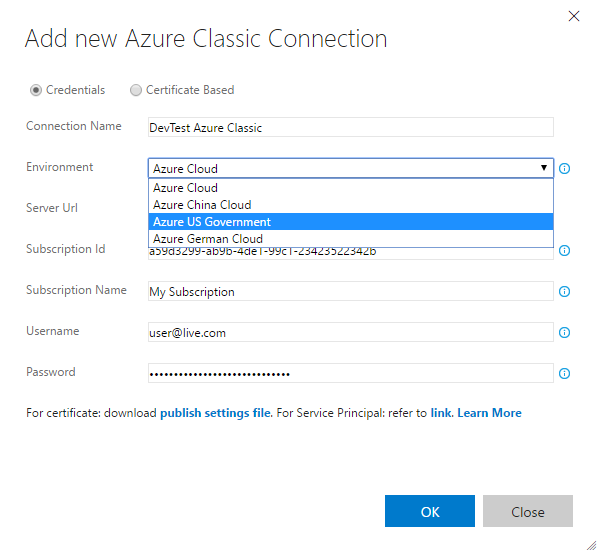 Add new Azure Classic Connection
Credentials Certificate Based
Connection Name DevTest Azure Classic
Environment Azure Cloud
Azure Cloud
Azure China Cloud
Server Url
Azure US Government
Azure German Cloud
Subscription Id a59d3299-ab9b-4de1-99c1-23423522342b
Subscription Name My Subscription
Username user@live.com
Password ••••••••••••••••••••••••••••
For certificate: download publish settings file. For Service Principal: refer to link. Learn More
OK Close